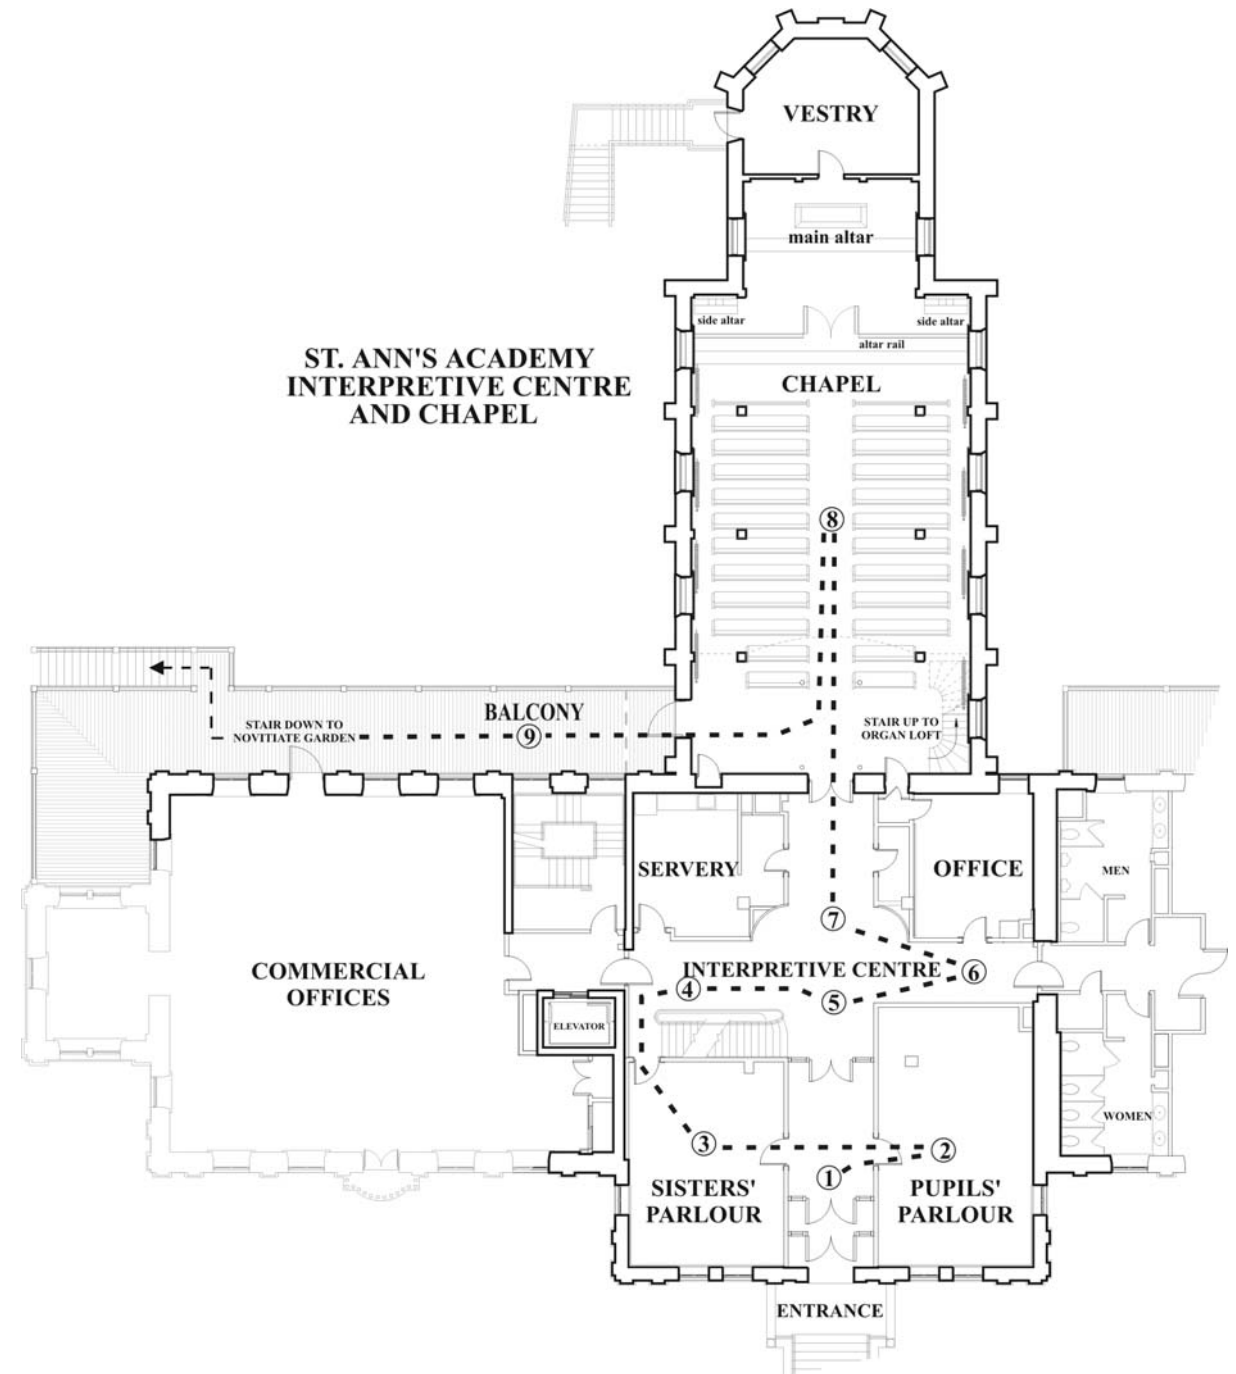 VESTRY
main altar
side altar
side altar
altar rail
ST. ANN'S ACADEMY
INTERPRETIVE CENTRE
AND CHAPEL
CHAPEL
8
BALCONY
STAIR DOWN TO
NOVITIATE GARDEN
9
STAIR UP TO
ORGAN LOFT
SERVERY
OFFICE
MEN
7
COMMERCIAL
OFFICES
INTERPRETIVE CENTRE
6
4
5
ELEVATOR
WOMEN
3
2
1
SISTERS'
PARLOUR
PUPILS'
PARLOUR
ENTRANCE